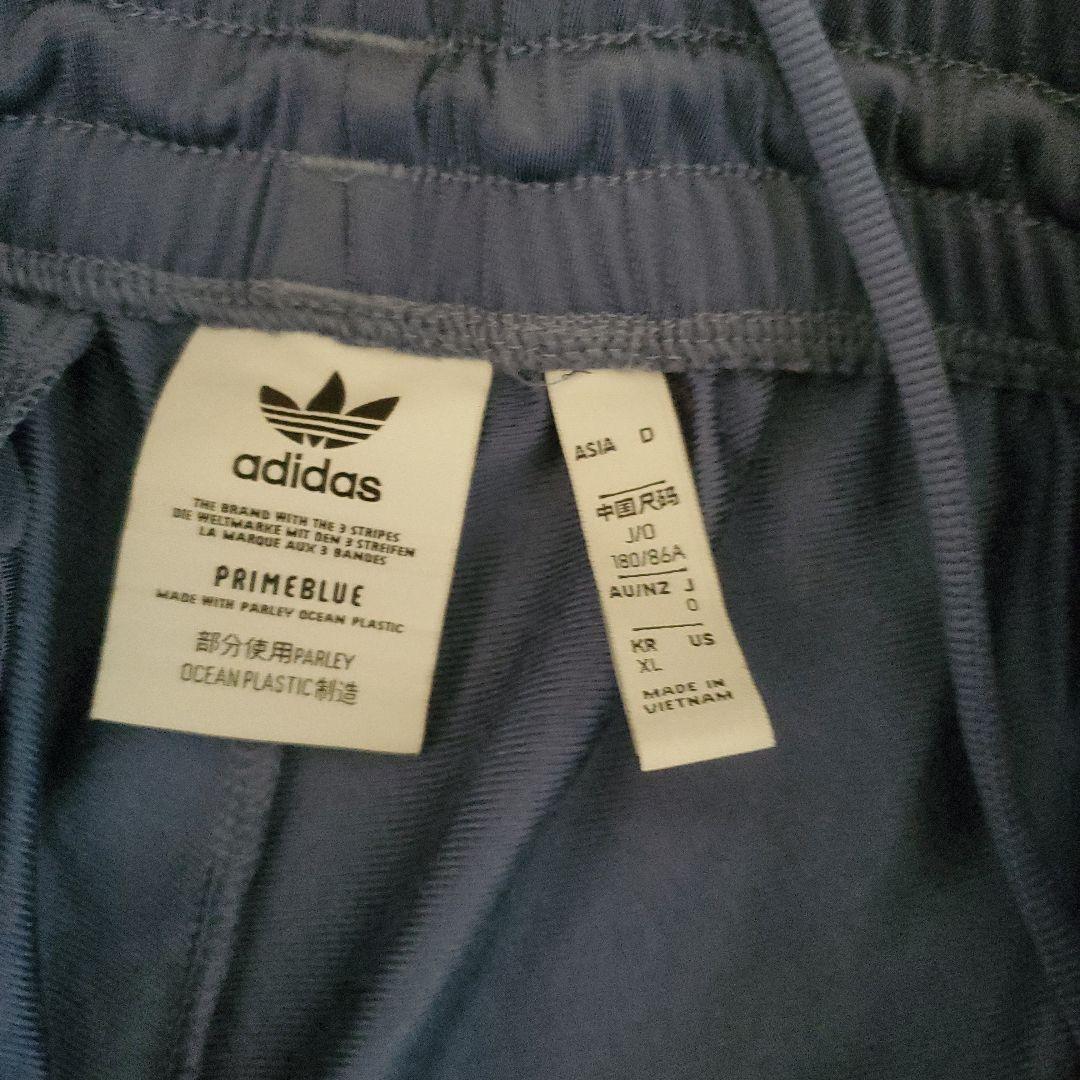 adidas
THE BRAND WITH THE 3 STRIPES
DIE WELTMARKE MIT DEN 3 STREIFEN
LA MARQUE AUX 3 BANDES
PRIMEBLUE
MADE WITH PARLEY OCEAN PLASTIC
部分使用PARLEY
OCEAN PLASTIC制造
ASIA O
中国尺码
J/O
180/86A
AU/NZ J
O
KR US
XL
MADE IN
VIETNAM